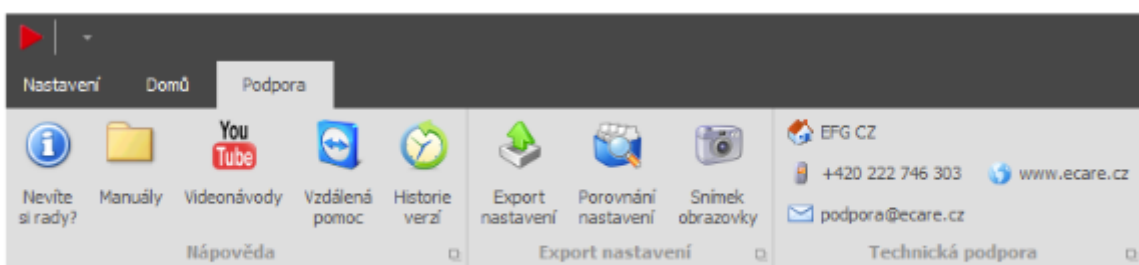 Nastavení Domů Podpora
You
Tube
Nevíte
si rady?
Manuály
Videonávody
Vzdálená
pomoc
Historie
verzí
Nápověda
Export
nastavení
Porovnání
nastavení
Snímek
obrazovky
Export nastavení
EFG CZ
+420 222 746 303 www.ecare.cz
podpora@ecare.cz
Technická podpora